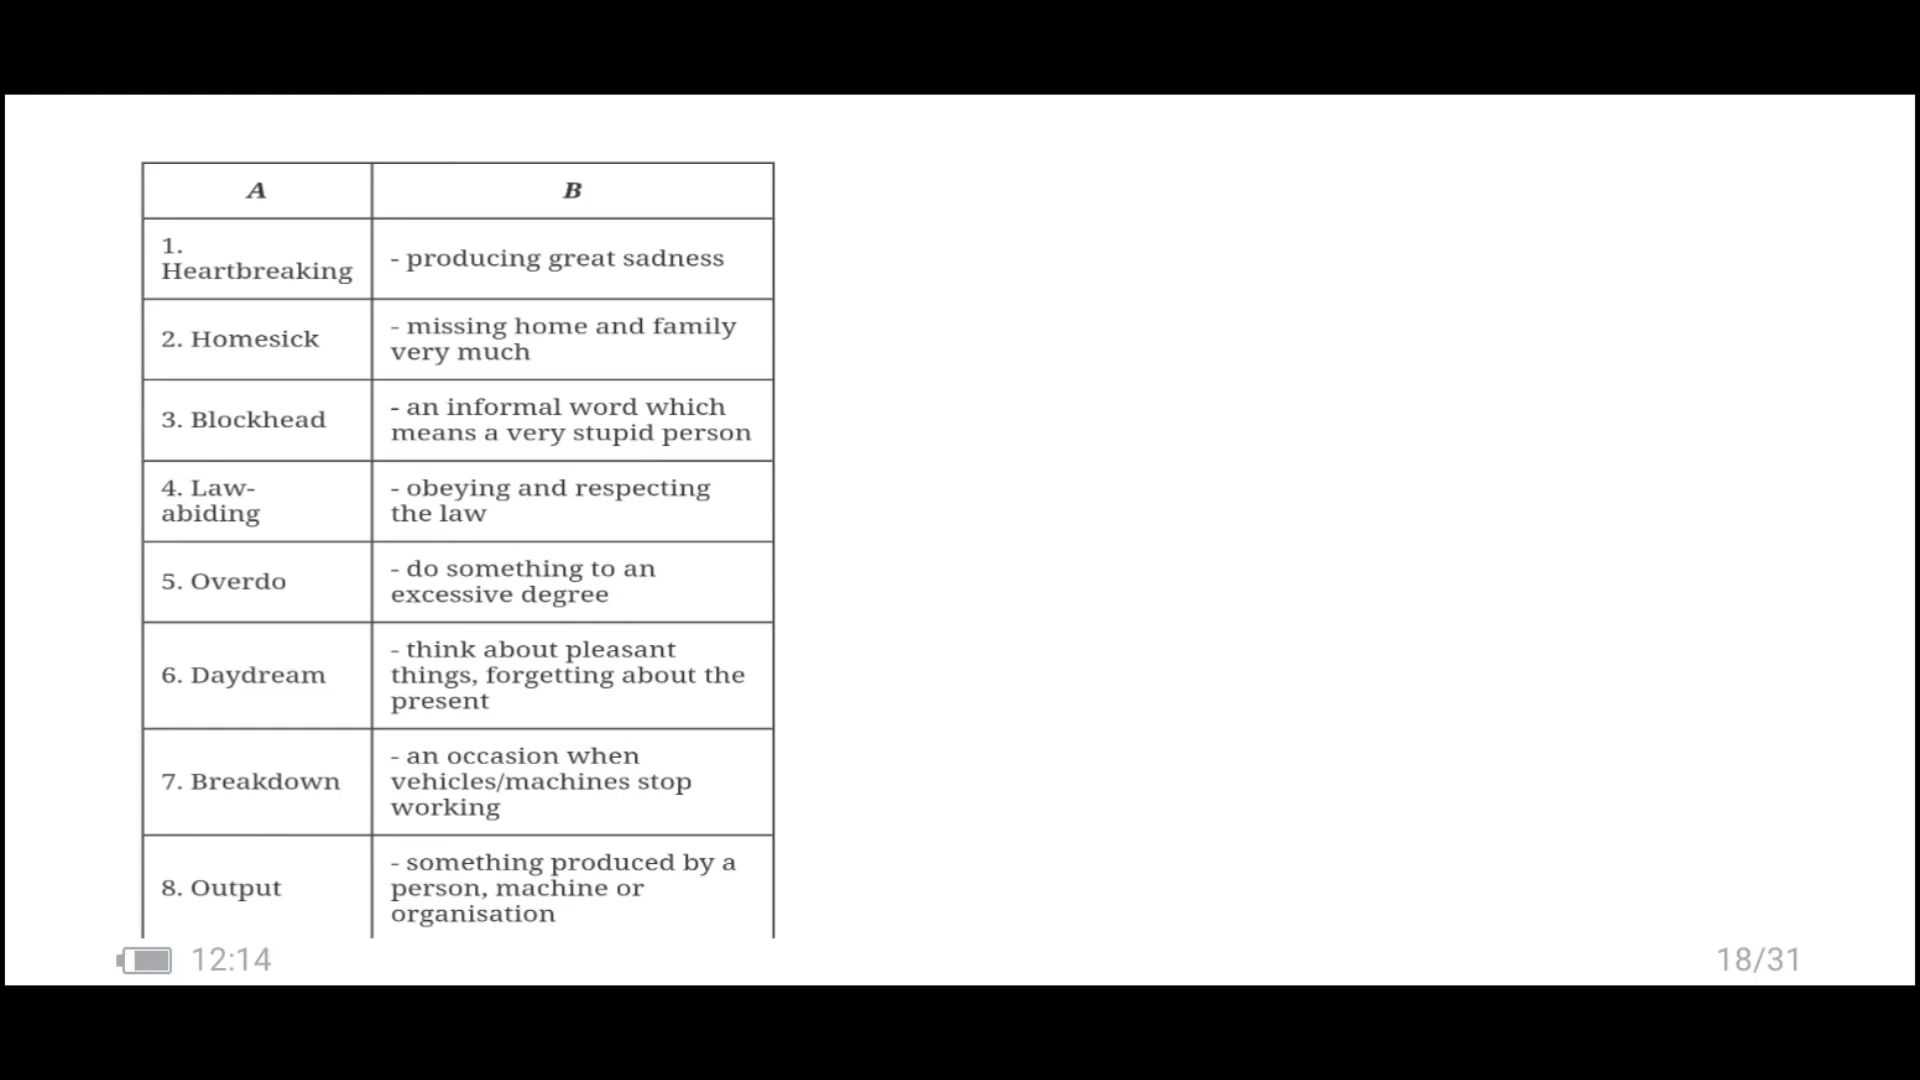 A
B
1.
Heartbreaking
- producing great sadness
2. Homesick
- missing home and family
very much
3. Blockhead
- an informal word which
means a very stupid person
4. Law-
abiding
- obeying and respecting
the law
5. Overdo
- do something to an
excessive degree
6. Daydream
- think about pleasant
things, forgetting about the
present
7. Breakdown
- an occasion when
vehicles/machines stop
working
8. Output
- something produced by a
person, machine or
organisation
12:14
18/31